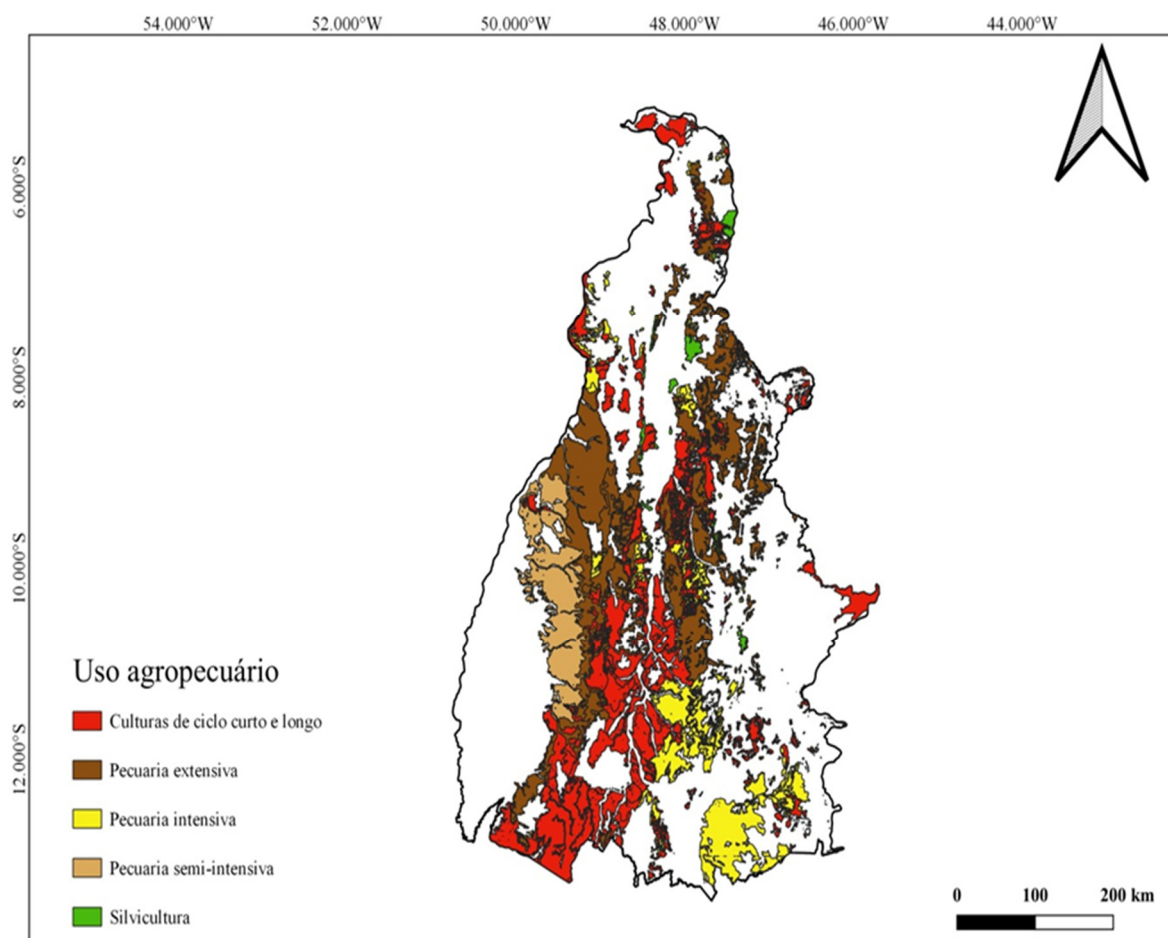 54.000°W 52.000°W 50.000°W 48.000°W 46.000°W 44.000°W
6.000°S
8.000°S
10.000°S
12.000°S
Uso agropecuário
Culturas de ciclo curto e longo
Pecuaria extensiva
Pecuaria intensiva
Pecuaria semi-intensiva
Silvicultura
0 100 200 km